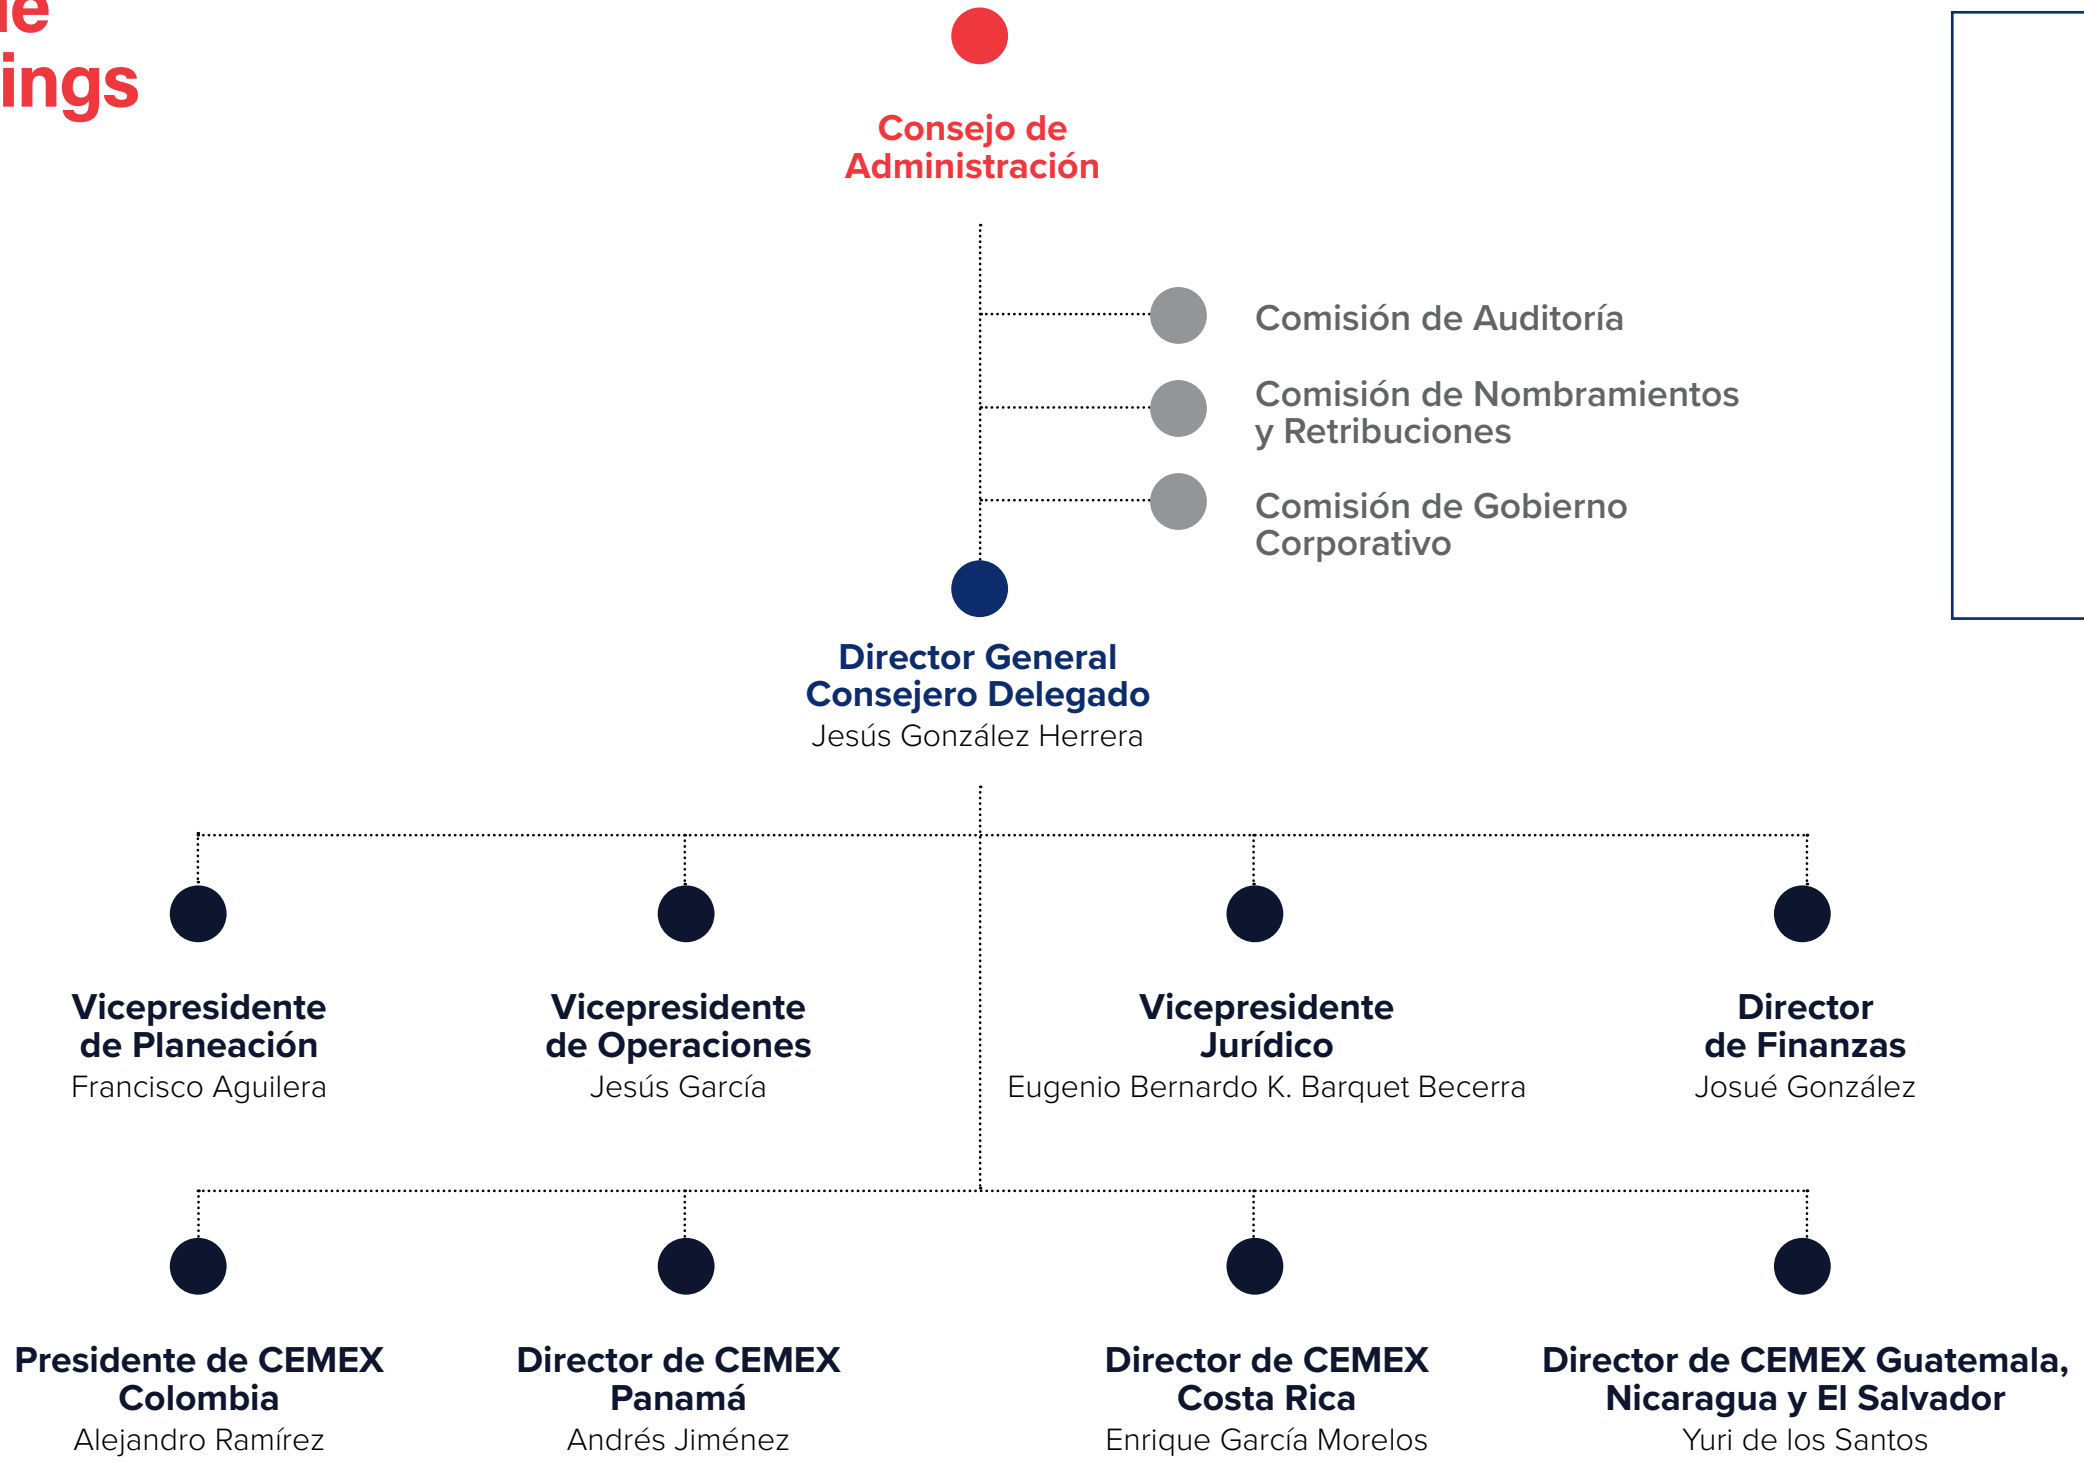 ings
Consejo de
Administración
Comisión de Auditoría
Comisión de Nombramientos
y Retribuciones
Comisión de Gobierno
Corporativo
Director General
Consejero Delegado
Jesús González Herrera
Vicepresidente
de Planeación
Francisco Aguilera
Vicepresidente
de Operaciones
Jesús García
Vicepresidente
Jurídico
Eugenio Bernardo K. Barquet Becerra
Director
de Finanzas
Josué González
Presidente de CEMEX
Colombia
Alejandro Ramírez
Director de CEMEX
Panamá
Andrés Jiménez
Director de CEMEX
Costa Rica
Enrique García Morelos
Director de CEMEX Guatemala,
Nicaragua y El Salvador
Yuri de los Santos